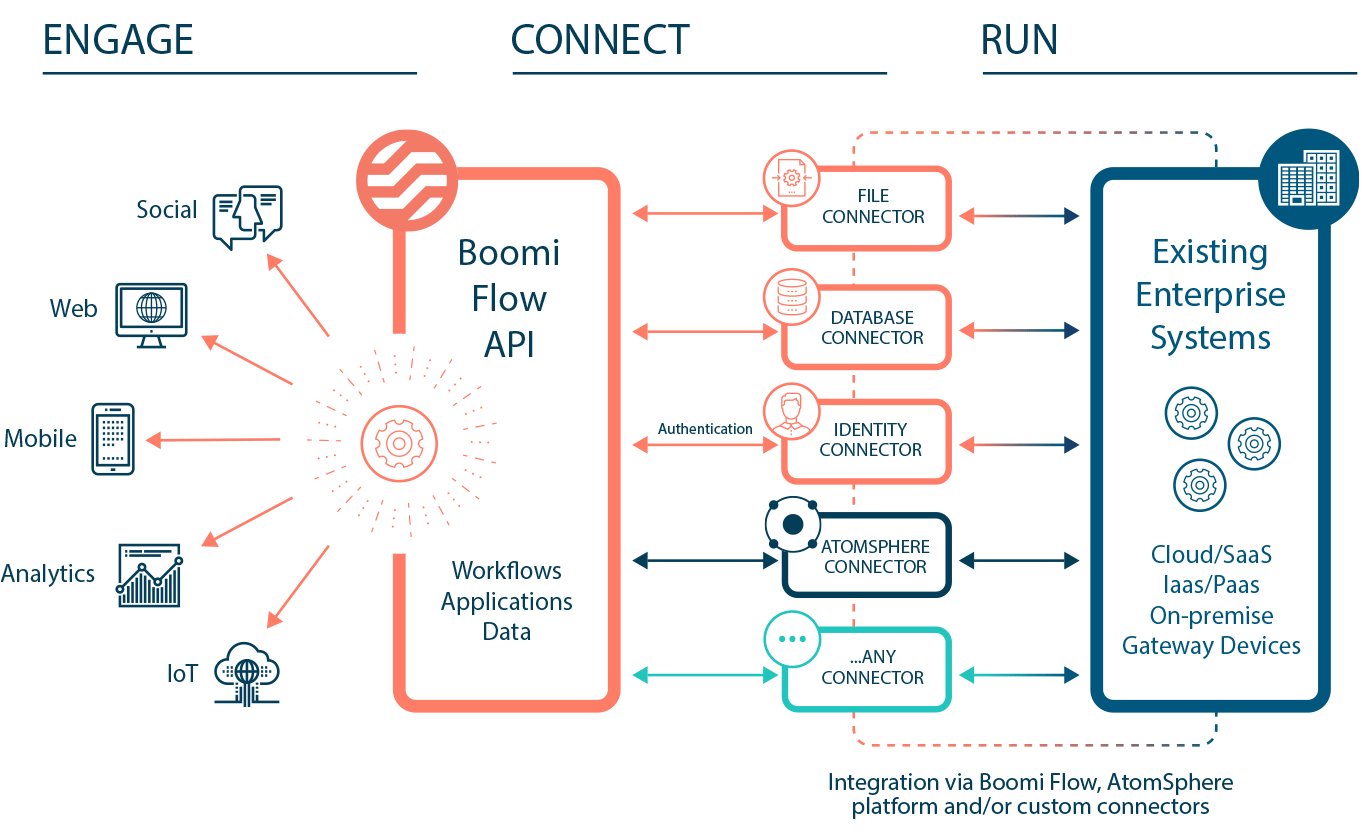 ENGAGE
CONNECT
RUN
Social
Web
Mobile
Analytics
IoT
Boomi
Flow
API
Workflows
Applications
Data
Authentication
FILE
CONNECTOR
DATABASE
CONNECTOR
IDENTITY
CONNECTOR
ATOMSPHERE
CONNECTOR
...ANY
CONNECTOR
Existing
Enterprise
Systems
Cloud/SaaS
Iaas/Paas
On-premise
Gateway Devices
Integration via Boomi Flow, AtomSphere
platform and/or custom connectors